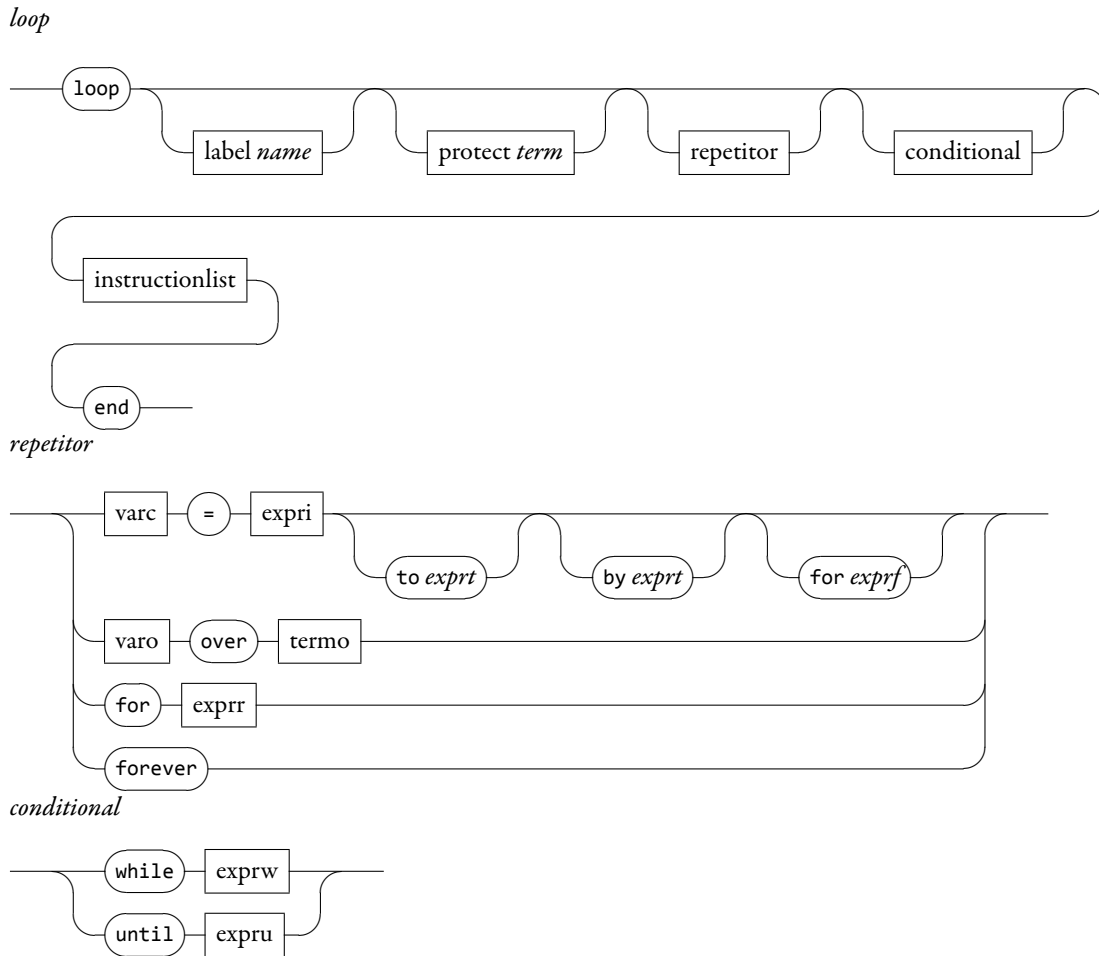 loop
loop
label name protect term repetitor conditional
instructionlist
end
repetitor
varc = expri
to exprt by exprt for exprf
varo over termo
for exprr
forever
conditional
while exprw
until expru